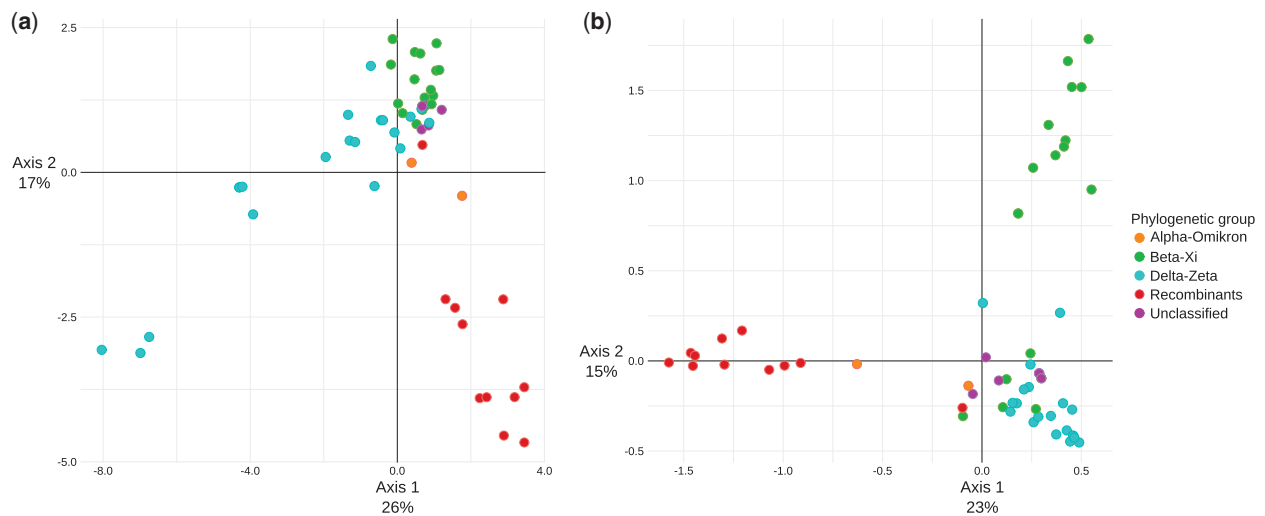 (a)
2.5
0.0
-2.5
-5.0
Axis 2
17%
-8.0 -4.0 0.0 4.0
Axis 1
26%
(b)
1.5
1.0
0.5
0.0
-0.5
Axis 2
15%
-1.5 -1.0 -0.5 0.0 0.5
Axis 1
23%
Phylogenetic group
Alpha-Omikron
Beta-Xi
Delta-Zeta
Recombinants
Unclassified